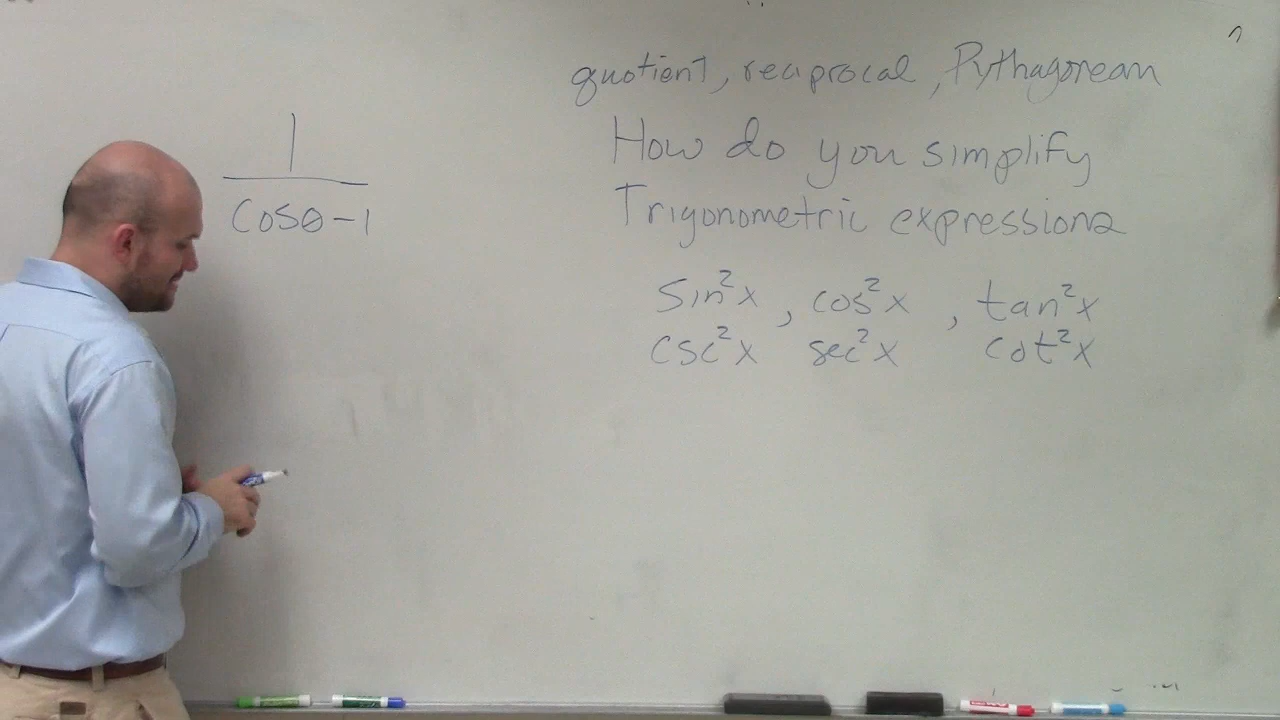 quotient, reciprocal, Pythagorean
How do you simplify
Trigonometric expressions
1
cosθ-1
sin²x, cos²x, tan²x
csc²x sec²x cot²x